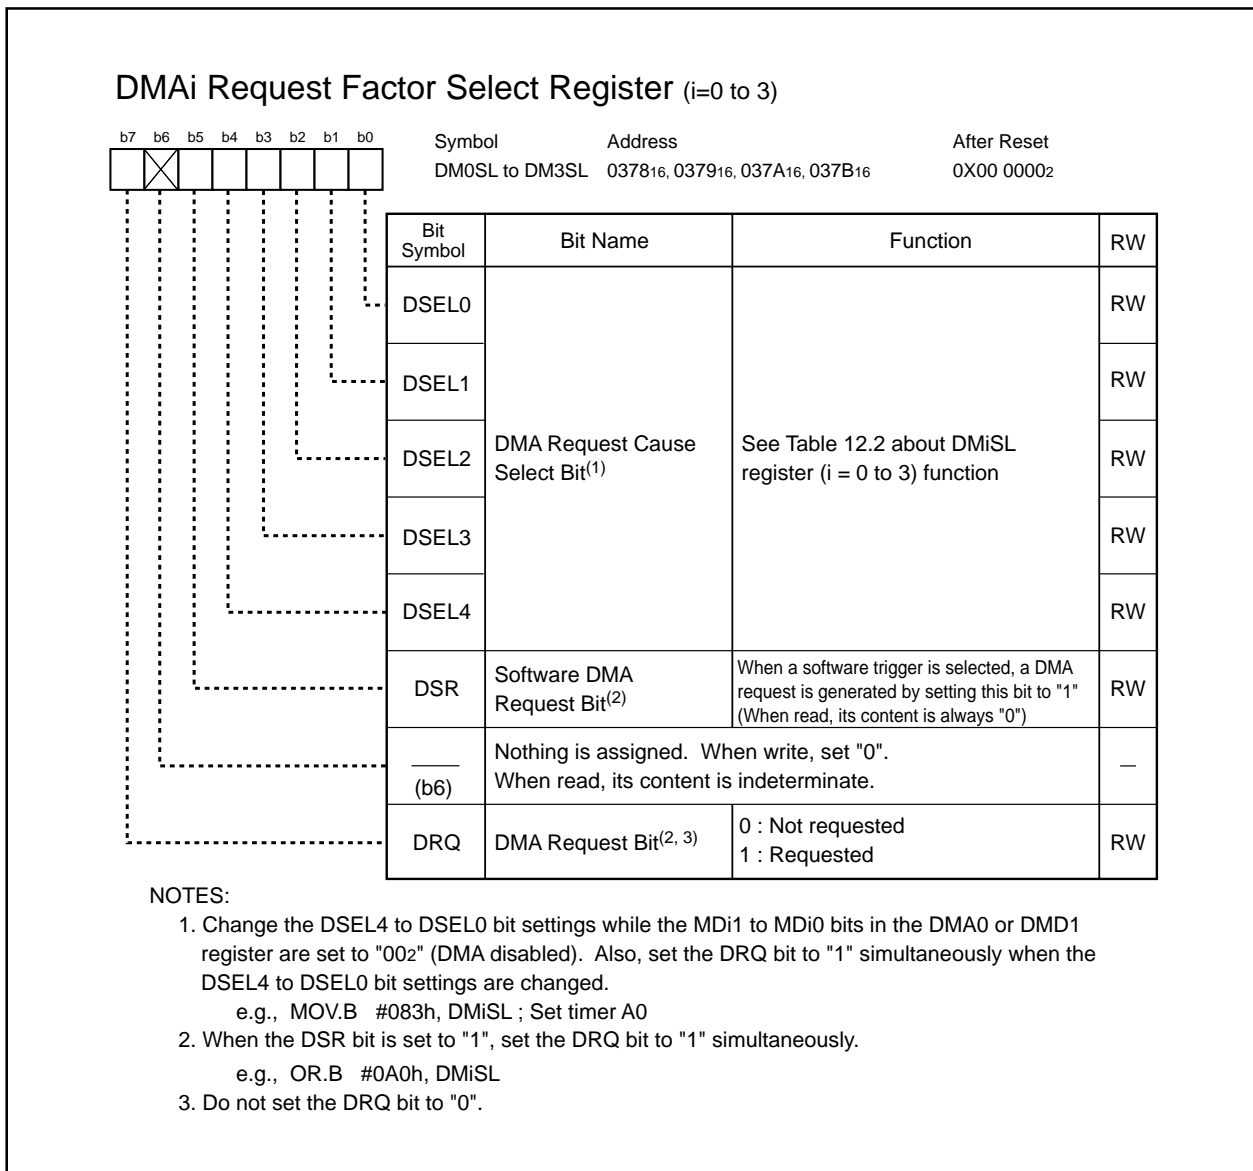 DMAi Request Factor Select Register (i=0 to 3)
b7 b6 b5 b4 b3 b2 b1 b0
Symbol Address After Reset
DM0SL to DM3SL 037816, 037916, 037A16, 037B16 0X00 00002
Bit Symbol Bit Name Function RW
DSEL0 RW
DSEL1 RW
DSEL2 DMA Request Cause Select Bit(1) See Table 12.2 about DMiSL register (i = 0 to 3) function RW
DSEL3 RW
DSEL4 RW
DSR Software DMA Request Bit(2) When a software trigger is selected, a DMA request is generated by setting this bit to "1" (When read, its content is always "0") RW
(b6) Nothing is assigned. When write, set "0". When read, its content is indeterminate. —
DRQ DMA Request Bit(2, 3) 0 : Not requested 1 : Requested RW
NOTES:
1. Change the DSEL4 to DSEL0 bit settings while the MDi1 to MDi0 bits in the DMA0 or DMD1
register are set to "002" (DMA disabled). Also, set the DRQ bit to "1" simultaneously when the
DSEL4 to DSEL0 bit settings are changed.
e.g., MOV.B #083h, DMiSL ; Set timer A0
2. When the DSR bit is set to "1", set the DRQ bit to "1" simultaneously.
e.g., OR.B #0A0h, DMiSL
3. Do not set the DRQ bit to "0".